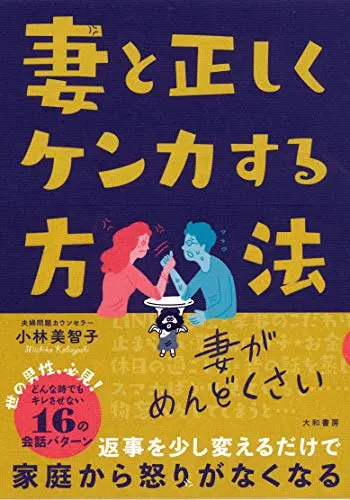 妻と正しく
ケンカする
方法
夫婦問題カウンセラー
小林美智子
Michiko Kobayashi
世の男性、必見!
どんな時でも
キレさせない
16の
会話パターン
妻が
めんどくさい
大和書房
返事を少し変えるだけで
家庭から怒りがなくなる